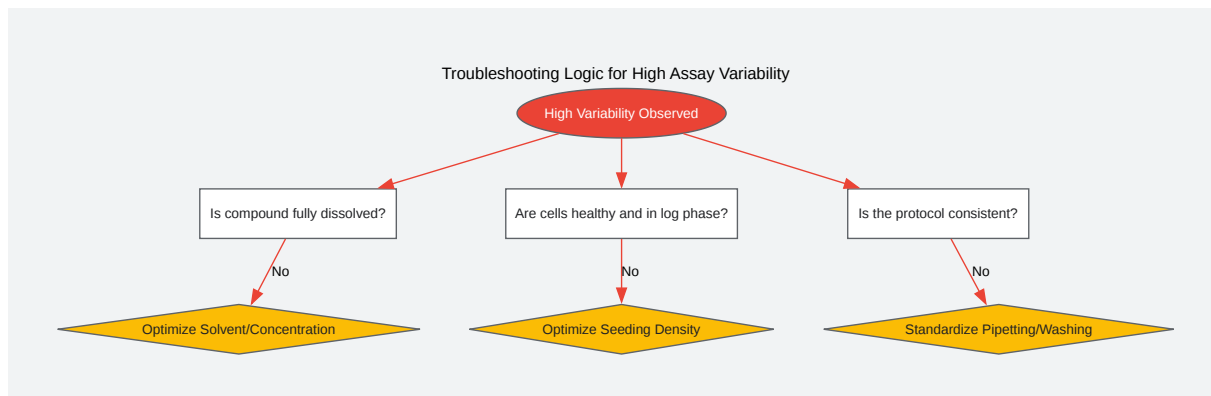 Troubleshooting Logic for High Assay Variability
High Variability Observed
Is compound fully dissolved?
Are cells healthy and in log phase?
Is the protocol consistent?
No
No
No
Optimize Solvent/Concentration
Optimize Seeding Density
Standardize Pipetting/Washing